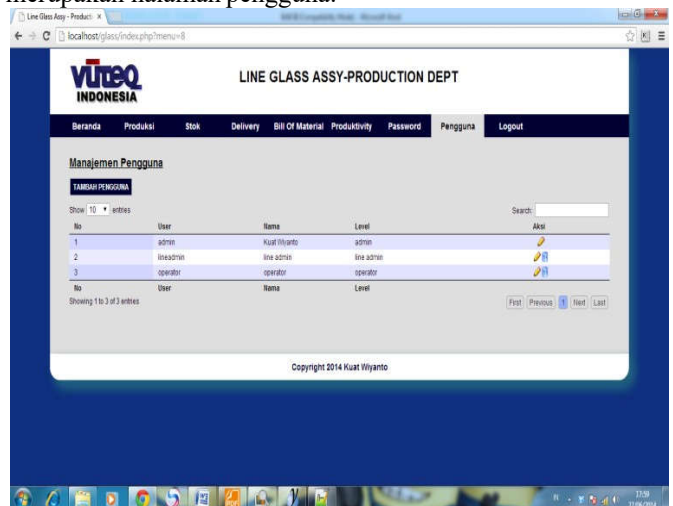 merupakan halaman pengguna.
Line Glass Assy - Producti x
localhost/glass/index.php?menu=8
VUTEQ
INDONESIA
LINE GLASS ASSY-PRODUCTION DEPT
Beranda Produksi Stok Delivery Bill Of Material Produktivity Password Pengguna Logout
Manajemen Pengguna
TAMBAH PENGGUNA
Show 10 entries Search:
No User Nama Level Aksi
1 admin Kuat Wiyanto admin
2 lineadmin line admin line admin
3 operator operator operator
No User Nama Level
Showing 1 to 3 of 3 entries
First Previous 1 Next Last
Copyright 2014 Kuat Wiyanto
17:59